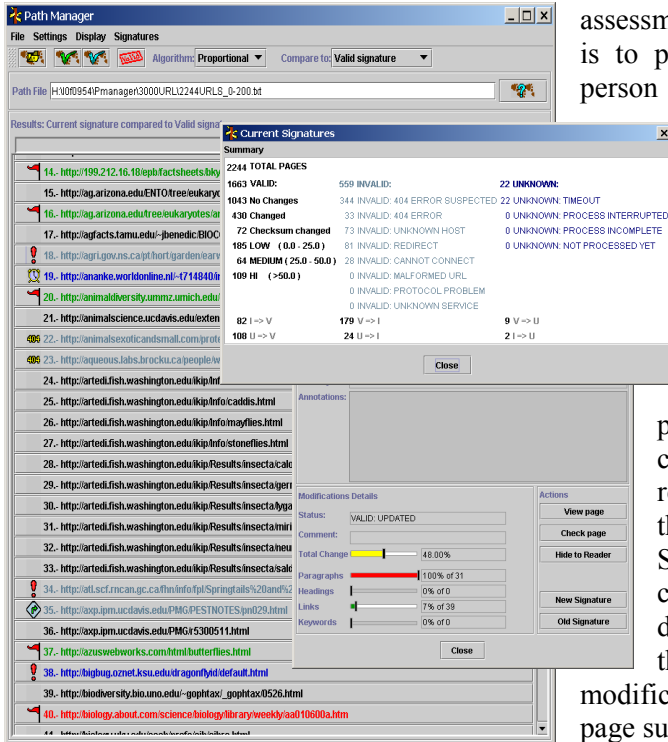 Path Manager
File Settings Display Signatures
Algorithm: Proportional Compare to: Valid signature
Path File H:\I0f0954\Pmanager\3000URL\2244URLS_0-200.txt
Results: Current signature compared to Valid
14.- http://199.212.16.18/epb/factsheets/bky
15.- http://ag.arizona.edu/ENTO/tree/eukaryo
16.- http://ag.arizona.edu/tree/eukaryotes/an
17.- http://agfacts.tamu.edu/~jbenedic/BIOC
18.- http://agri.gov.ns.ca/pt/hort/garden/earw
19.- http://ananke.worldonline.nl/~t714840/in
20.- http://animaldiversity.ummz.umich.edu/
21.- http://animalscience.ucdavis.edu/exten
404 22.- http://animalsexoticandsmall.com/prote
404 23.- http://aqueous.labs.brocku.ca/people/w
24.- http://artedi.fish.washington.edu/ikip/Inf
25.- http://artedi.fish.washington.edu/ikip/Info/caddis.html
26.- http://artedi.fish.washington.edu/ikip/Info/mayflies.html
27.- http://artedi.fish.washington.edu/ikip/Info/stoneflies.html
28.- http://artedi.fish.washington.edu/ikip/Results/insecta/calo
29.- http://artedi.fish.washington.edu/ikip/Results/insecta/gerr
30.- http://artedi.fish.washington.edu/ikip/Results/insecta/lyga
31.- http://artedi.fish.washington.edu/ikip/Results/insecta/miri
32.- http://artedi.fish.washington.edu/ikip/Results/insecta/neu
33.- http://artedi.fish.washington.edu/ikip/Results/insecta/sald
34.- http://atl.scf.rncan.gc.ca/fhn/info/fpl/Springtails%20and%2
35.- http://axp.ipm.ucdavis.edu/PMG/PESTNOTES/pn029.html
36.- http://axp.ipm.ucdavis.edu/PMG/r5300511.html
37.- http://azuswebworks.com/html/butterflies.html
38.- http://bigbug.oznet.ksu.edu/dragonflyid/default.html
39.- http://biodiversity.bio.uno.edu/~gophtax/_gophtax/0526.html
40.- http://biology.about.com/science/biology/library/weekly/aa010600a.htm
Current Signatures
Summary
2244 TOTAL PAGES
1663 VALID: 559 INVALID: 22 UNKNOWN:
1043 No Changes 344 INVALID: 404 ERROR SUSPECTED 22 UNKNOWN: TIMEOUT
430 Changed 33 INVALID: 404 ERROR 0 UNKNOWN: PROCESS INTERRUPTED
72 Checksum changed 73 INVALID: UNKNOWN HOST 0 UNKNOWN: PROCESS INCOMPLETE
185 LOW ( 0.0 - 25.0 ) 81 INVALID: REDIRECT 0 UNKNOWN: NOT PROCESSED YET
64 MEDIUM ( 25.0 - 50.0 ) 28 INVALID: CANNOT CONNECT
109 HI ( >50.0 ) 0 INVALID: MALFORMED URL
0 INVALID: PROTOCOL PROBLEM
0 INVALID: UNKNOWN SERVICE
82 I => V 179 V => I 9 V => U
108 U => V 24 U => I 2 I => U
Close
Annotations:
Modifications Details
Status: VALID: UPDATED
Comment:
Total Change 48.00%
Paragraphs 100% of 31
Headings 0% of 0
Links 7% of 39
Keywords 0% of 0
Actions
View page
Check page
Hide to Reader
New Signature
Old Signature
Close
assessm
is to p
person
p
c
re
th
S
c
d
th
modific
page su